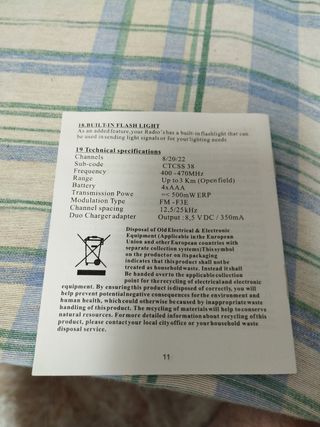 18.BUILT-IN FLASH LIGHT
As an added feature, your Radio's has a built-in flashlight that can
be used in sending light signals or for your lighting needs
19 Technical specifications
Channels 8/20/22
Sub-code CTCSS 38
Frequency 400-470MHz
Range Up to 3 Km (Open field)
Battery 4xAAA
Transmission Powe =< 500mW ERP
Modulation Type FM -F3E
Channel spacing 12.5/25kHz
Duo Charger adapter Output :8,5 V DC / 350mA
Disposal of Old Electrical & Electronic
Equipment (Applicable in the European
Union and other European countries with
separate collection systems) This symbol
on the product or on its packaging
indicates that this product shall not be
treated as household waste. Instead it shall
Be handed over to the applicable collection
point for the recycling of electrical and electronic
equipment. By ensuring this product is disposed of correctly, you will
help prevent potential negative consequences for the environment and
human health, which could otherwise be caused by inappropriate waste
handling of this product. The recycling of materials will help to conserve
natural resources. For more detailed information about recycling of this
product, please contact your local city office or your household waste
disposal service.
11